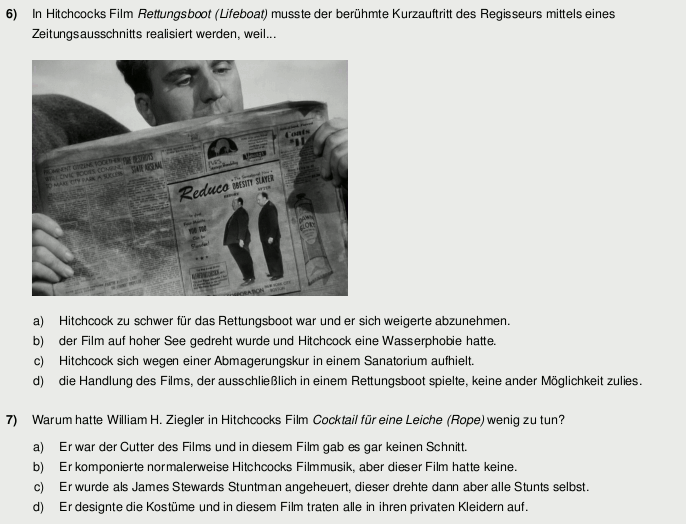 6) In Hitchcocks Film Rettungsboot (Lifeboat) musste der berühmte Kurzauftritt des Regisseurs mittels eines
Zeitungsausschnitts realisiert werden, weil...
Reduco
OBESITY SLAYER
a) Hitchcock zu schwer für das Rettungsboot war und er sich weigerte abzunehmen.
b) der Film auf hoher See gedreht wurde und Hitchcock eine Wasserphobie hatte.
c) Hitchcock sich wegen einer Abmagerungskur in einem Sanatorium aufhielt.
d) die Handlung des Films, der ausschließlich in einem Rettungsboot spielte, keine ander Möglichkeit zulies.
7) Warum hatte William H. Ziegler in Hitchcocks Film Cocktail für eine Leiche (Rope) wenig zu tun?
a) Er war der Cutter des Films und in diesem Film gab es gar keinen Schnitt.
b) Er komponierte normalerweise Hitchcocks Filmmusik, aber dieser Film hatte keine.
c) Er wurde als James Stewards Stuntman angeheuert, dieser drehte dann aber alle Stunts selbst.
d) Er designte die Kostüme und in diesem Film traten alle in ihren privaten Kleidern auf.